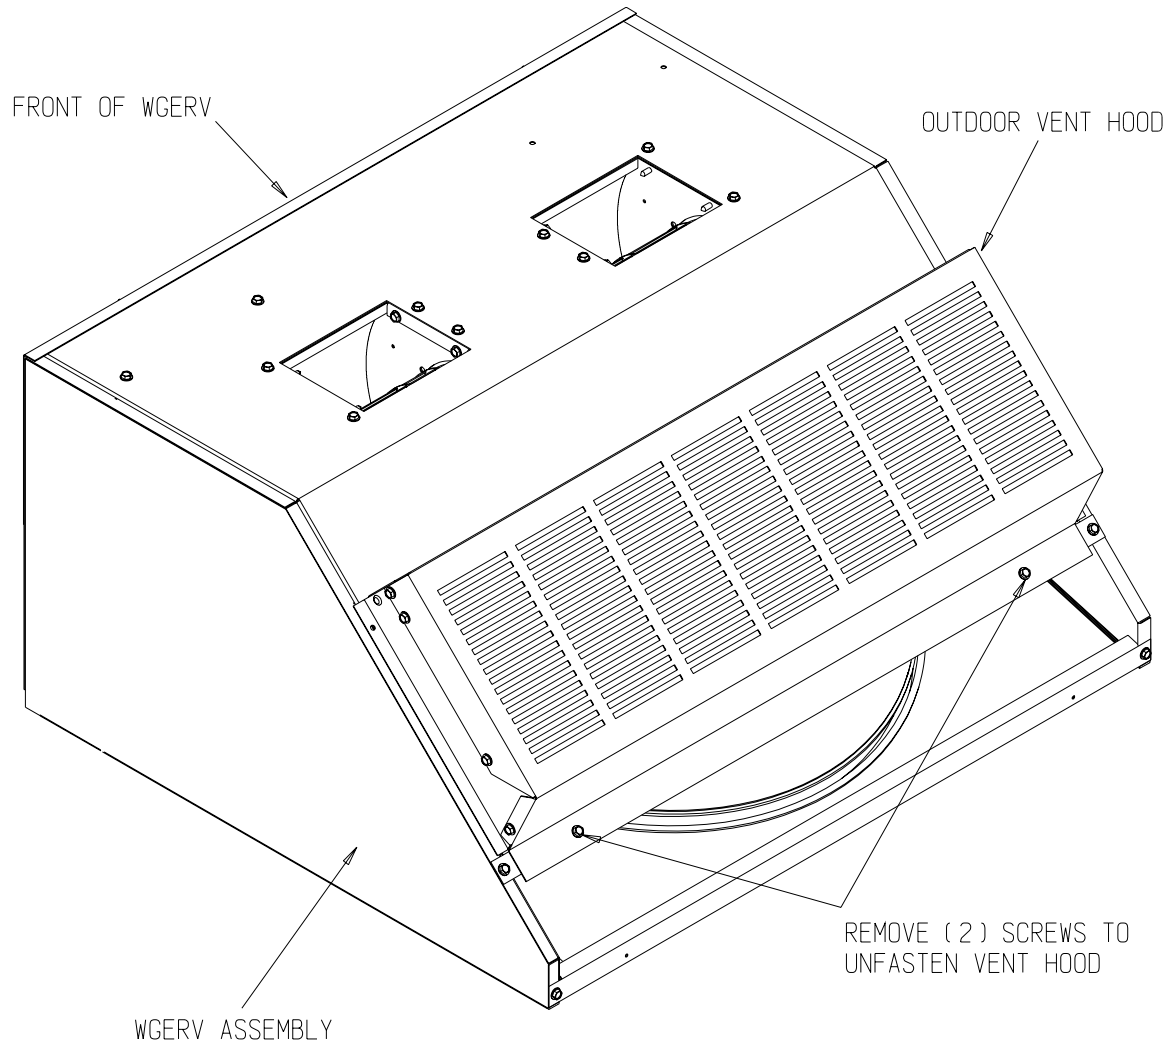 FRONT OF WGERV
OUTDOOR VENT HOOD
REMOVE (2) SCREWS TO
UNFASTEN VENT HOOD
WGERV ASSEMBLY